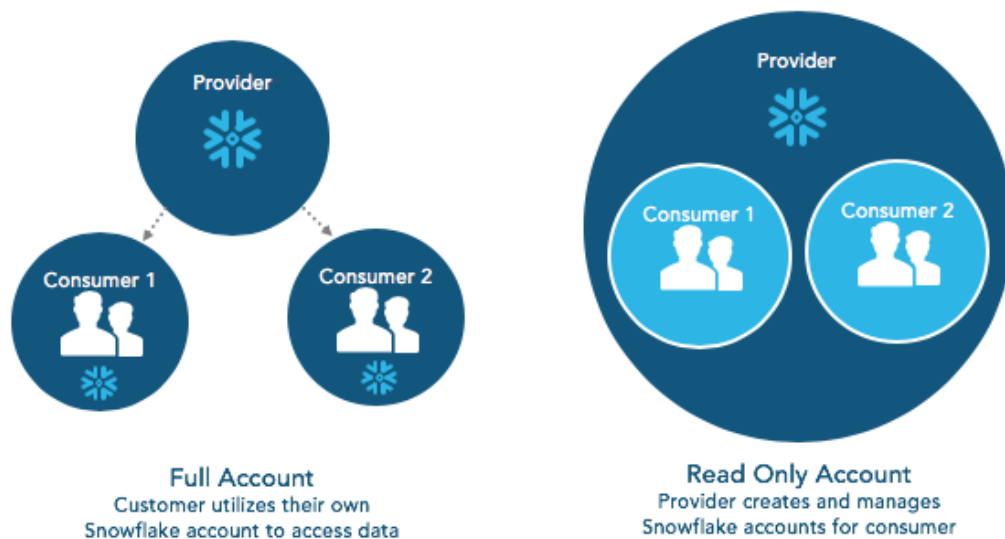 Provider
Consumer 1
Consumer 2
Full Account
Customer utilizes their own
Snowflake account to access data
Provider
Consumer 1
Consumer 2
Read Only Account
Provider creates and manages
Snowflake accounts for consumer